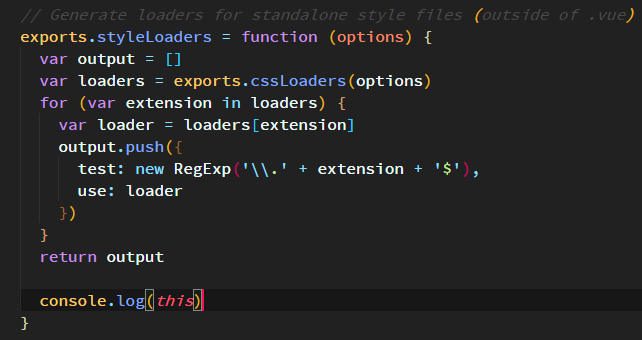 // Generate loaders for standalone style files (outside of .vue)
exports.styleLoaders = function (options) {
  var output = []
  var loaders = exports.cssLoaders(options)
  for (var extension in loaders) {
    var loader = loaders[extension]
    output.push({
      test: new RegExp('\\.' + extension + '$'),
      use: loader
    })
  }
  return output

  console.log(this)
}